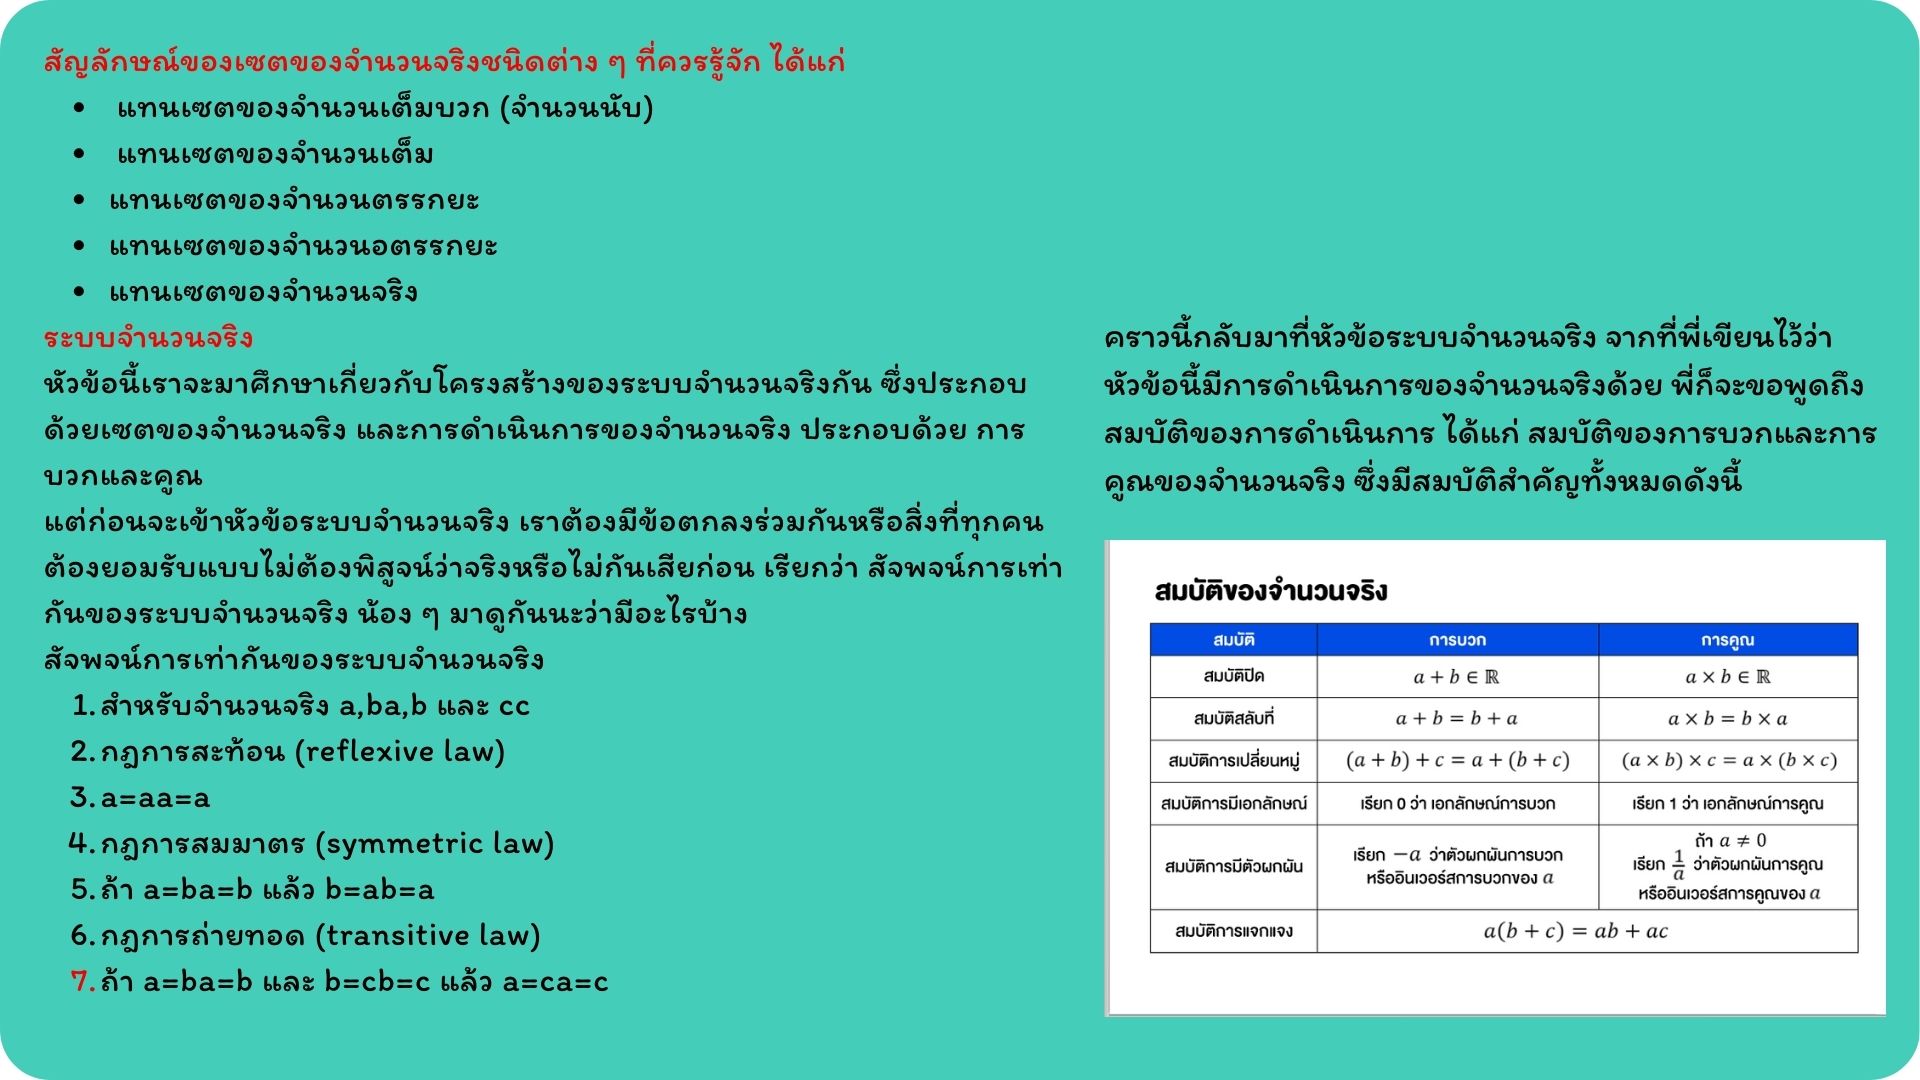 สัญลักษณ์ของเซตของจำนวนจริงชนิดต่าง ๆ ที่ควรรู้จัก ได้แก่
• แทนเซตของจำนวนเต็มบวก (จำนวนนับ)
• แทนเซตของจำนวนเต็ม
• แทนเซตของจำนวนตรรกยะ
• แทนเซตของจำนวนอตรรกยะ
• แทนเซตของจำนวนจริง
ระบบจำนวนจริง
หัวข้อนี้เราจะมาศึกษาเกี่ยวกับโครงสร้างของระบบจำนวนจริงกัน ซึ่งประกอบ
ด้วยเซตของจำนวนจริง และการดำเนินการของจำนวนจริง ประกอบด้วย การ
บวกและคูณ
แต่ก่อนจะเข้าหัวข้อระบบจำนวนจริง เราต้องมีข้อตกลงร่วมกันหรือสิ่งที่ทุกคน
ต้องยอมรับแบบไม่ต้องพิสูจน์ว่าจริงหรือไม่กันเสียก่อน เรียกว่า สัจพจน์การเท่า
กันของระบบจำนวนจริง น้อง ๆ มาดูกันนะว่ามีอะไรบ้าง
สัจพจน์การเท่ากันของระบบจำนวนจริง
1. สำหรับจำนวนจริง a,ba,b และ cc
2. กฎการสะท้อน (reflexive law)
3. a=aa=a
4. กฎการสมมาตร (symmetric law)
5. ถ้า a=ba=b แล้ว b=ab=a
6. กฎการถ่ายทอด (transitive law)
7. ถ้า a=ba=b และ b=cb=c แล้ว a=ca=c
คราวนี้กลับมาที่หัวข้อระบบจำนวนจริง จากที่พี่เขียนไว้ว่า
หัวข้อนี้มีการดำเนินการของจำนวนจริงด้วย พี่ก็จะขอพูดถึง
สมบัติของการดำเนินการ ได้แก่ สมบัติของการบวกและการ
คูณของจำนวนจริง ซึ่งมีสมบัติสำคัญทั้งหมดดังนี้
สมบัติของจำนวนจริง
สมบัติ การบวก การคูณ
สมบัติปิด a + b ∈ ℝ a × b ∈ ℝ
สมบัติสลับที่ a + b = b + a a × b = b × a
สมบัติการเปลี่ยนหมู่ (a + b) + c = a + (b + c) (a × b) × c = a × (b × c)
สมบัติการมีเอกลักษณ์ เรียก 0 ว่า เอกลักษณ์การบวก เรียก 1 ว่า เอกลักษณ์การคูณ
สมบัติการมีตัวผกผัน
เรียก −a ว่าตัวผกผันการบวก
หรืออินเวอร์สการบวกของ a
ถ้า a ≠ 0
เรียก 1/a ว่าตัวผกผันการคูณ
หรืออินเวอร์สการคูณของ a
สมบัติการแจกแจง a(b + c) = ab + ac